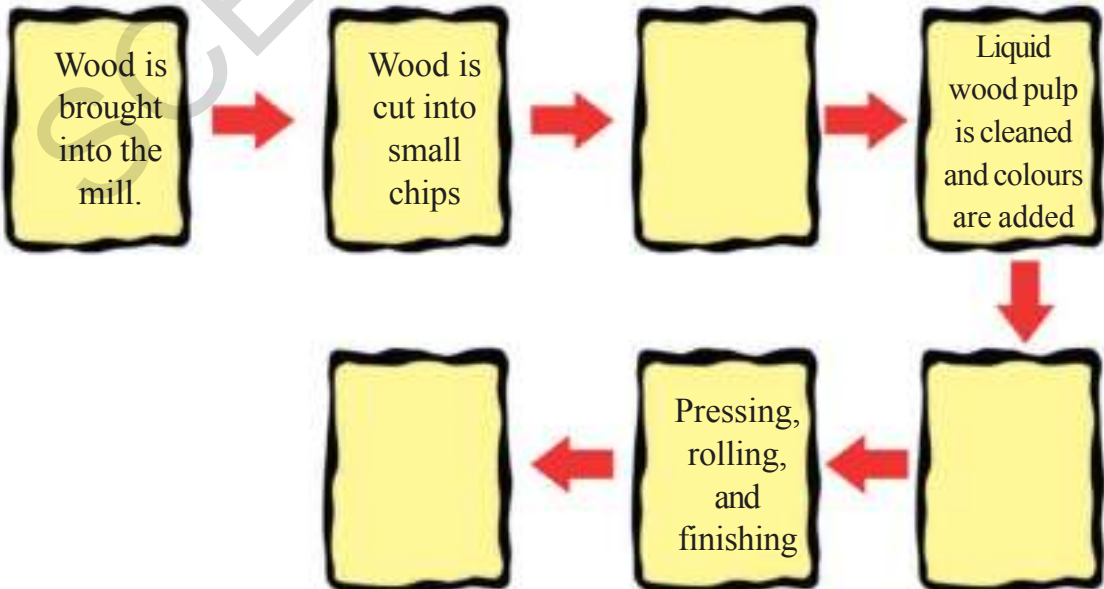 Wood is
brought
into the
mill.
Wood is
cut into
small
chips
Liquid
wood pulp
is cleaned
and colours
are added
Pressing,
rolling,
and
finishing